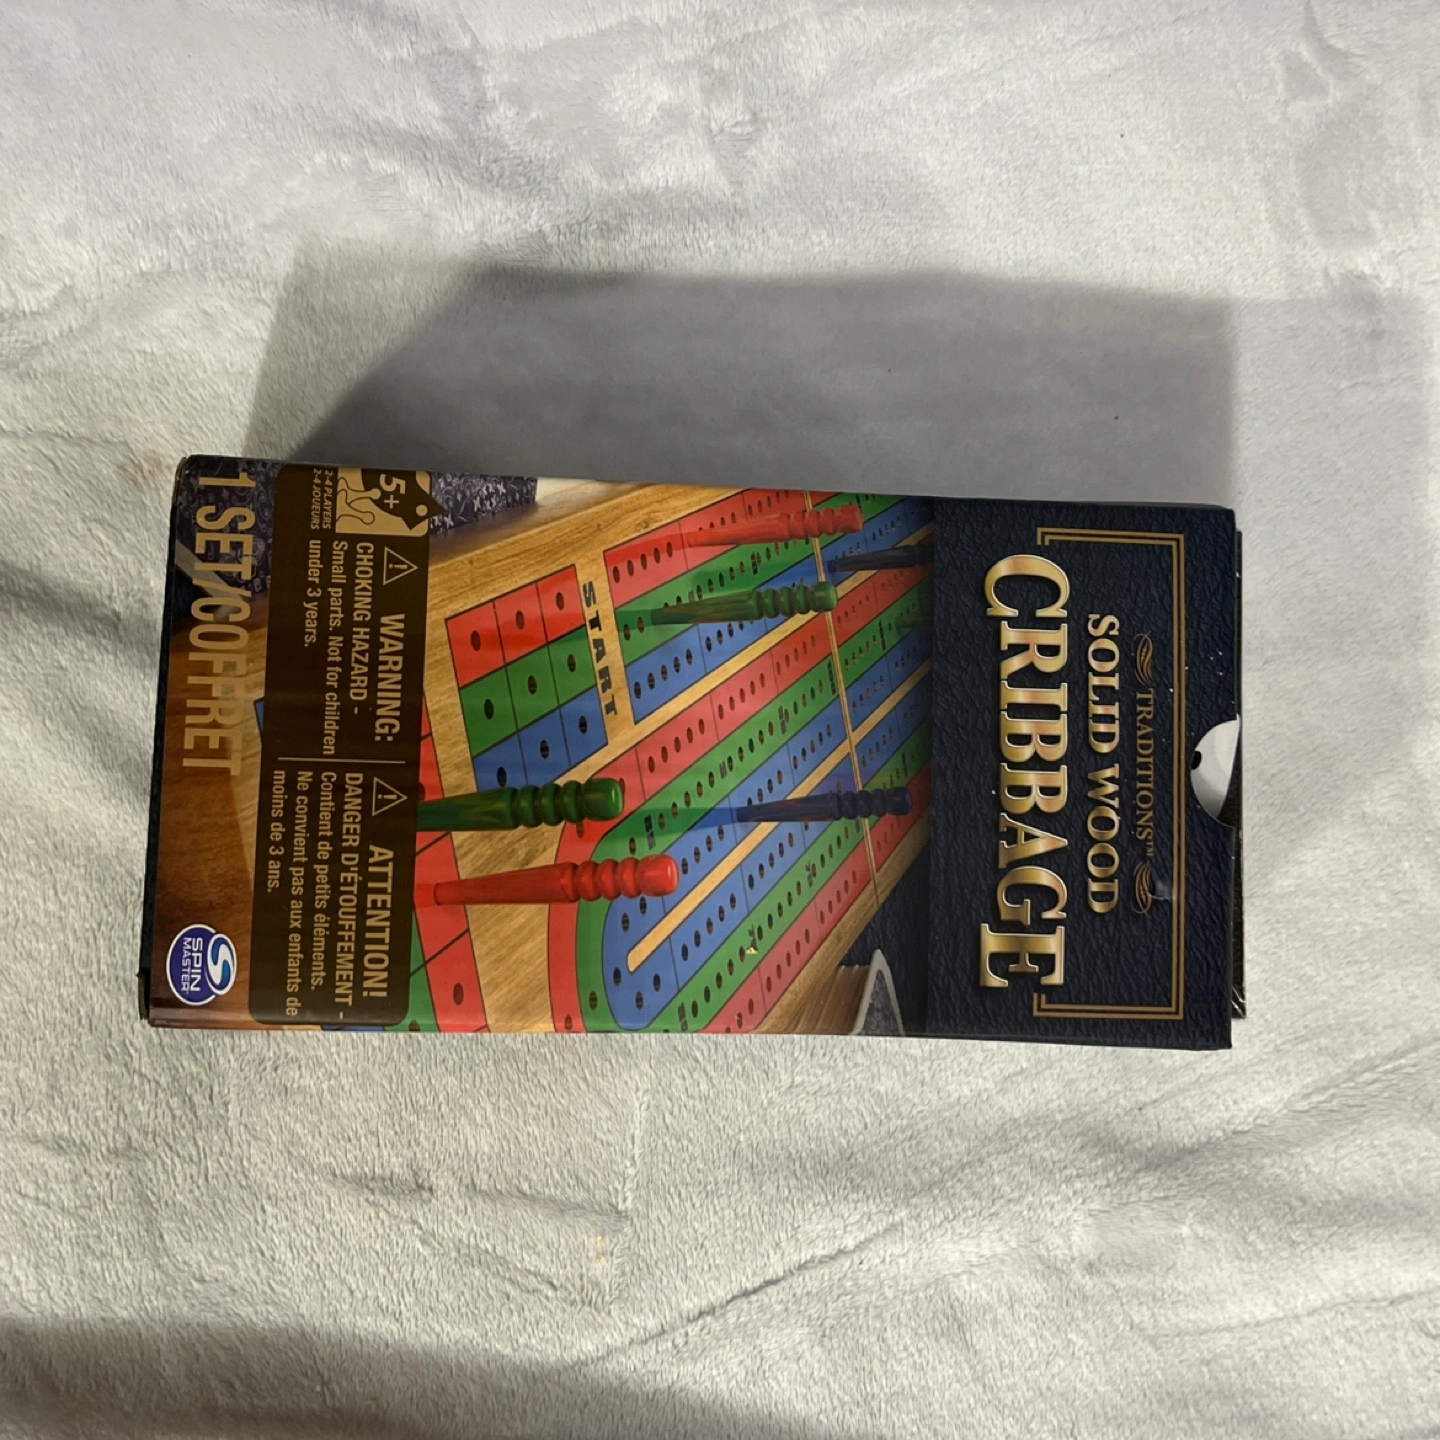 TRADITIONS™
SOLID WOOD
CRIBBAGE
START
5+
2-4 PLAYERS
2-4 JOUEURS
WARNING:
CHOKING HAZARD -
Small parts. Not for children
under 3 years.
ATTENTION!
DANGER D'ÉTOUFFEMENT -
Contient de petits éléments.
Ne convient pas aux enfants de
moins de 3 ans.
1 SET/COFFRET
SPIN
MASTER